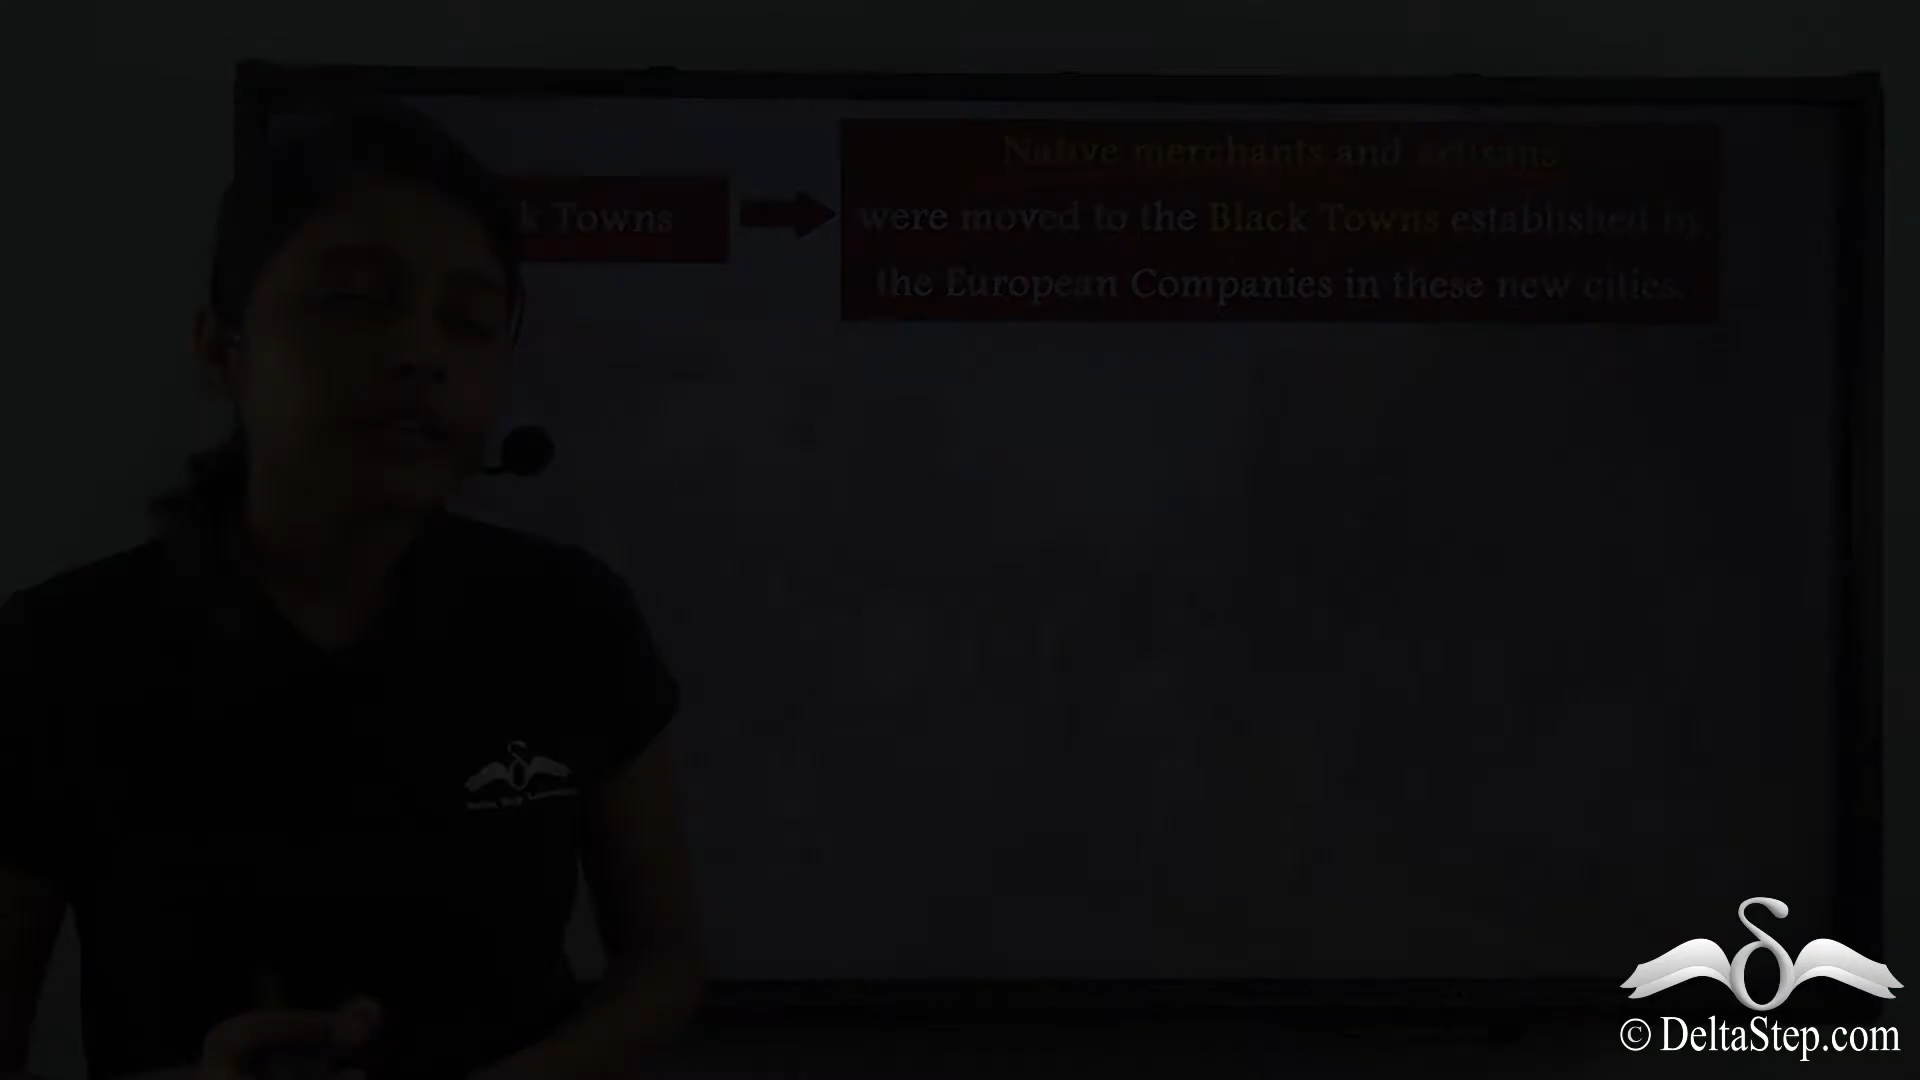 k Towns
Native merchants and artisans
were moved to the Black Towns established by
the European Companies in these new cities.
© DeltaStep.com